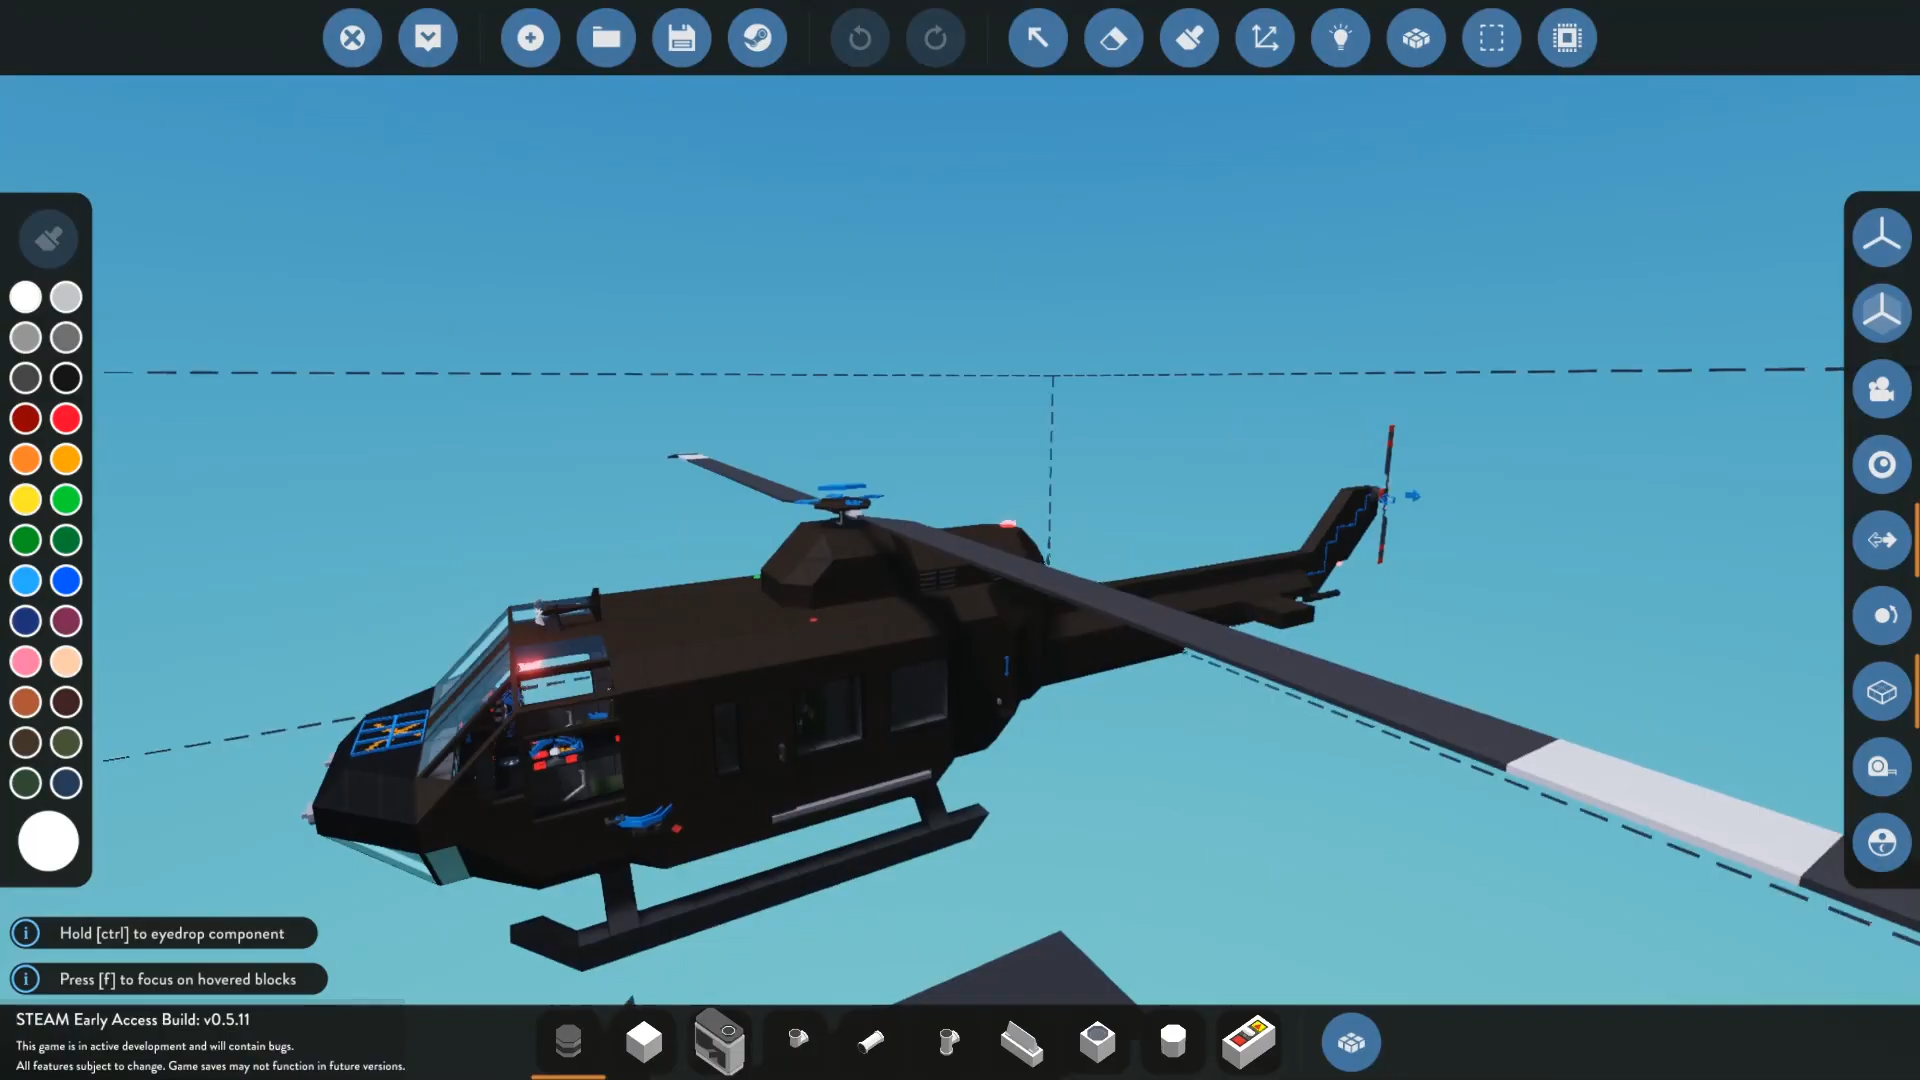 Hold [ctrl] to eyedrop component
Press [f] to focus on hovered blocks
STEAM Early Access Build: v0.5.11
This game is in active development and will contain bugs.
All features subject to change. Game saves may not function in future versions.